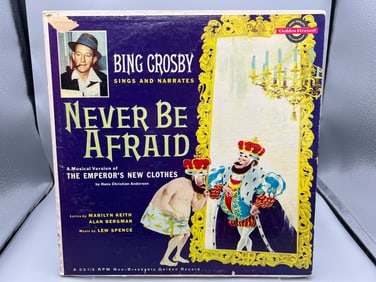 Golden Record
BING CROSBY
SINGS AND NARRATES
NEVER BE
AFRAID
A Musical Version of
THE EMPEROR'S NEW CLOTHES
by Hans Christian Andersen
Lyrics by MARILYN KEITH
ALAN BERGMAN
Music by LEW SPENCE
A 33 1/3 RPM Non-Breakable Golden Record